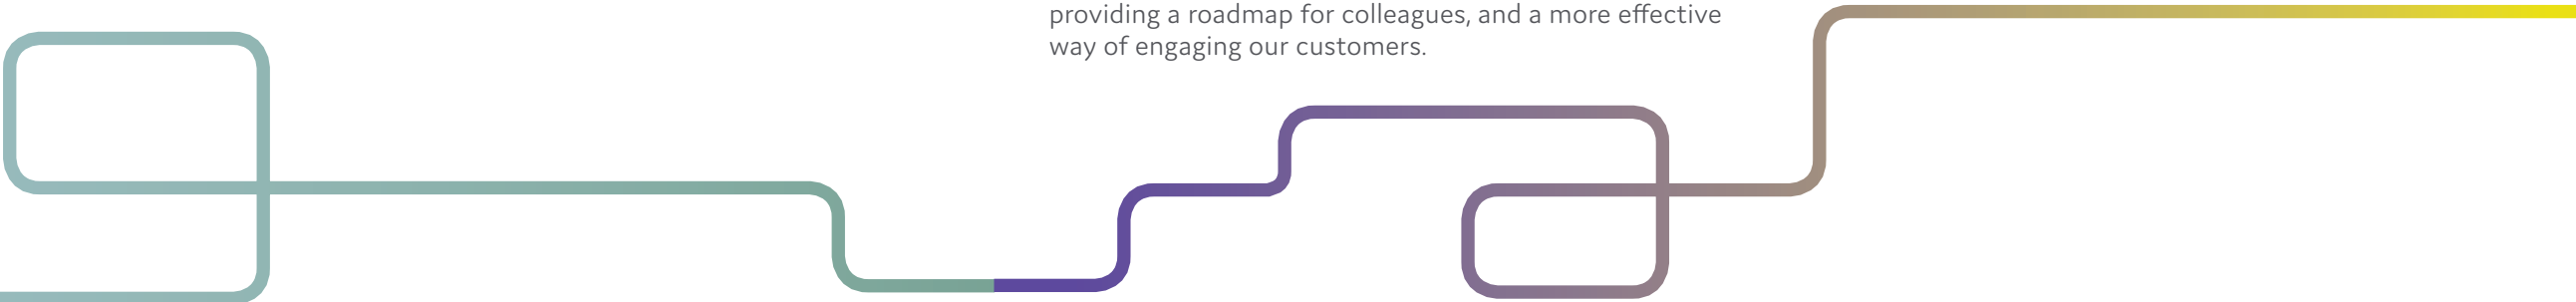 providing a roadmap for colleagues, and a more effective
way of engaging our customers.